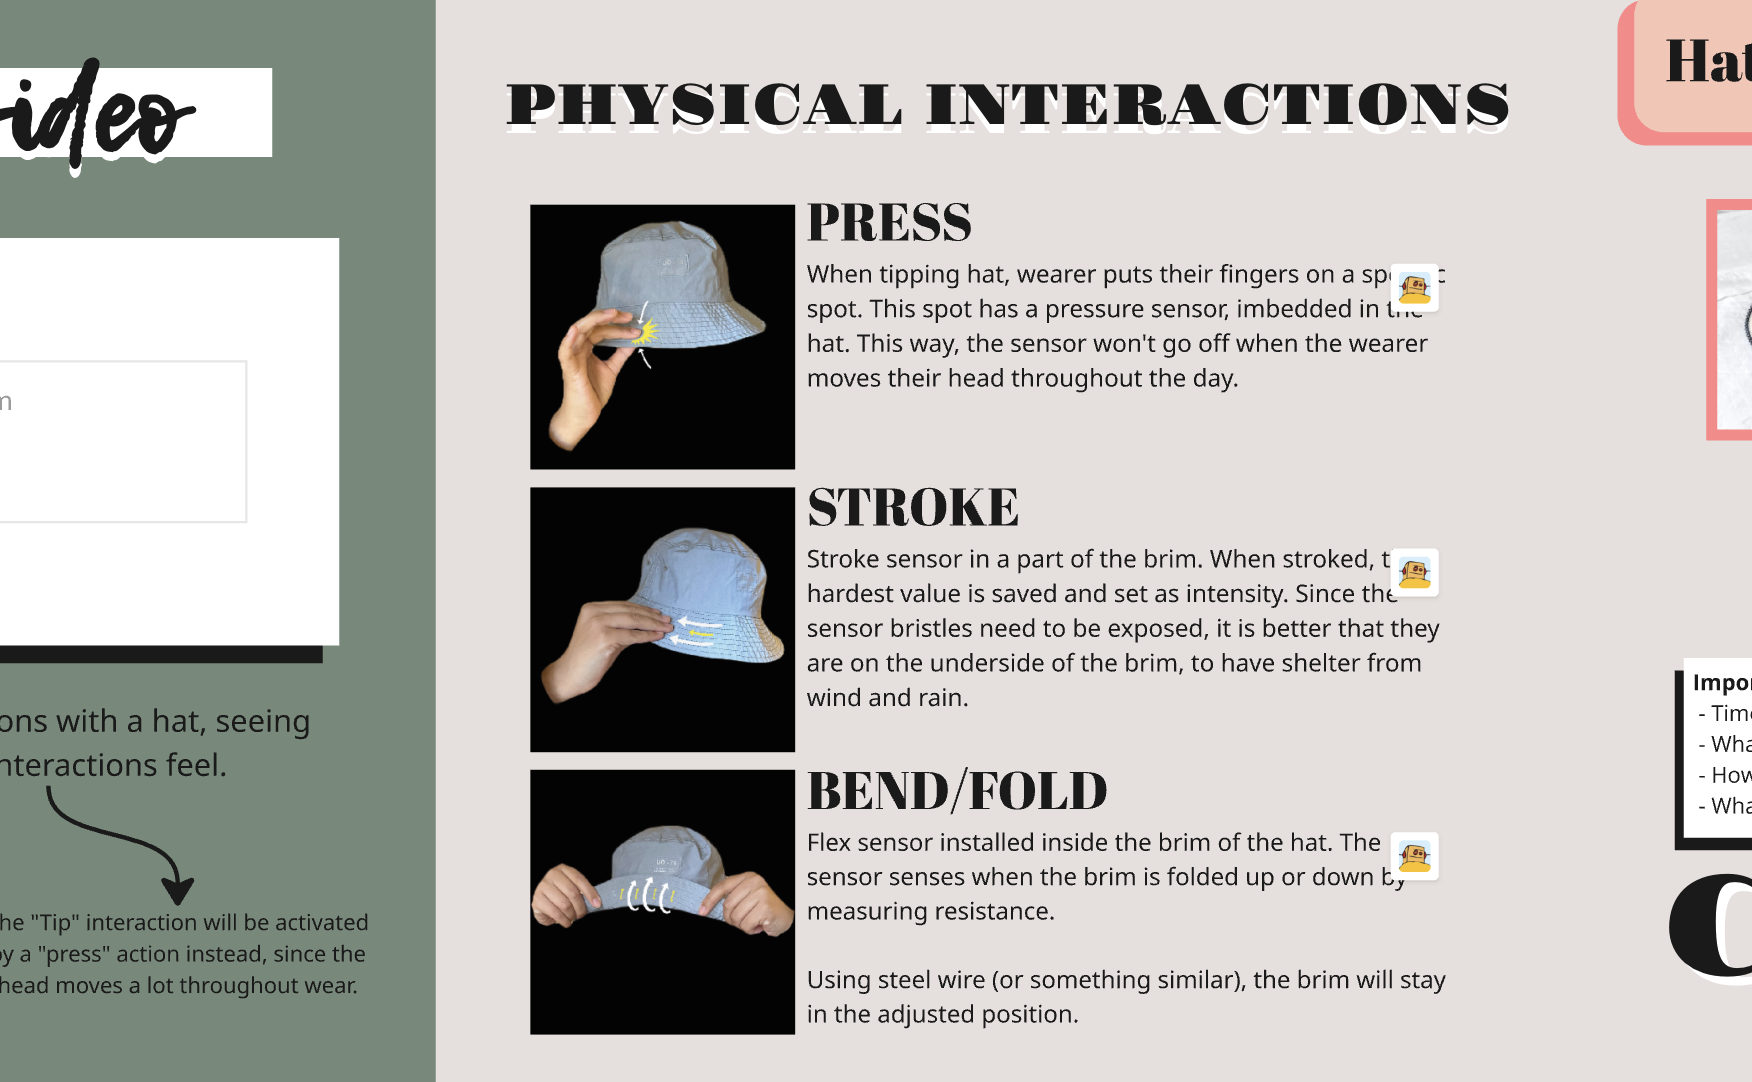 ideo
m
ons with a hat, seeing
nteractions feel.
he "Tip" interaction will be activated
by a "press" action instead, since the
head moves a lot throughout wear.
PHYSICAL INTERACTIONS
PRESS
When tipping hat, wearer puts their fingers on a
spot. This spot has a pressure sensor, imbedded in the
hat. This way, the sensor won't go off when the wearer
moves their head throughout the day.
STROKE
Stroke sensor in a part of the brim. When stroked,
hardest value is saved and set as intensity. Since the
sensor bristles need to be exposed, it is better that they
are on the underside of the brim, to have shelter from
wind and rain.
BEND/FOLD
Flex sensor installed inside the brim of the hat. The
sensor senses when the brim is folded up or down by
measuring resistance.
Using steel wire (or something similar), the brim will stay
in the adjusted position.
Hat
Impor
- Time
- Wha
- How
- Wha